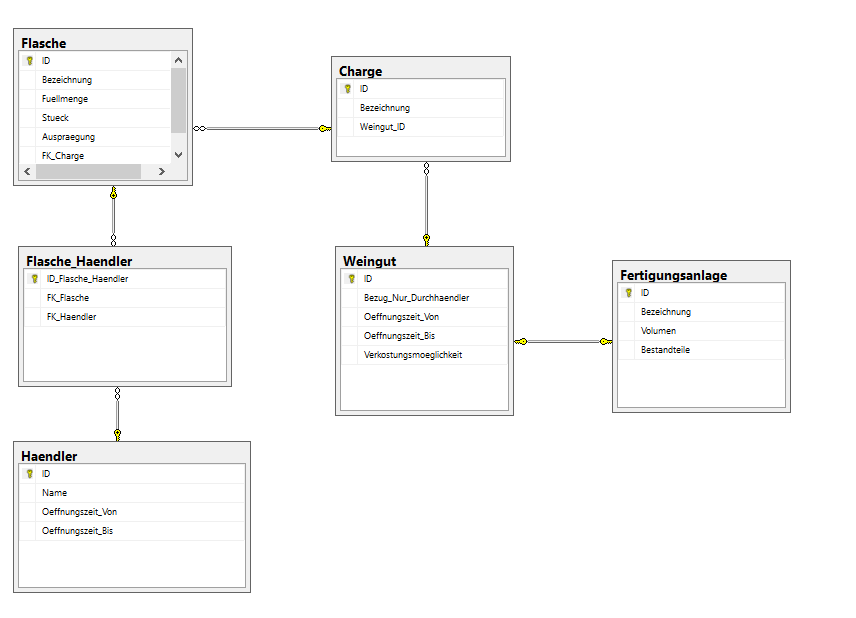 Flasche
ID
Bezeichnung
Fuellmenge
Stueck
Auspraegung
FK_Charge
Charge
ID
Bezeichnung
Weingut_ID
Flasche_Haendler
ID_Flasche_Haendler
FK_Flasche
FK_Haendler
Weingut
ID
Bezug_Nur_Durchhaendler
Oeffnungszeit_Von
Oeffnungszeit_Bis
Verkostungsmoeglichkeit
Fertigungsanlage
ID
Bezeichnung
Volumen
Bestandteile
Haendler
ID
Name
Oeffnungszeit_Von
Oeffnungszeit_Bis